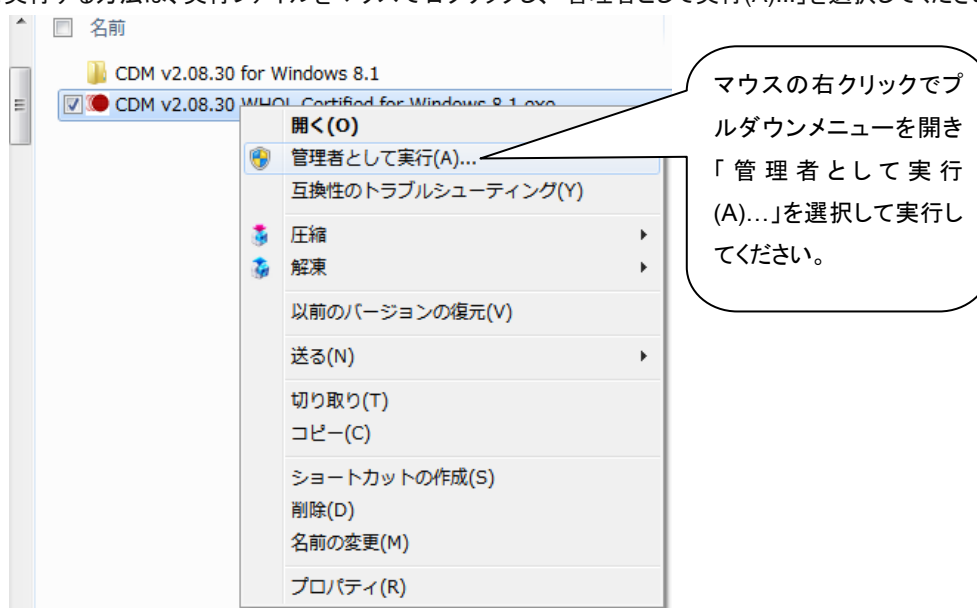 実行する方法は、実行ファイルをマウスで右クリックし、「管理者として実行(A)...」を選択してくださ
名前
CDM v2.08.30 for Windows 8.1
CDM v2.08.30 WHQL Certified for Windows 8.1.exe
開く(O)
管理者として実行(A)...
互換性のトラブルシューティング(Y)
圧縮
解凍
以前のバージョンの復元(V)
送る(N)
切り取り(T)
コピー(C)
ショートカットの作成(S)
削除(D)
名前の変更(M)
プロパティ(R)
マウスの右クリックでプ
ルダウンメニューを開き
「管理者として実行
(A)…」を選択して実行し
てください。